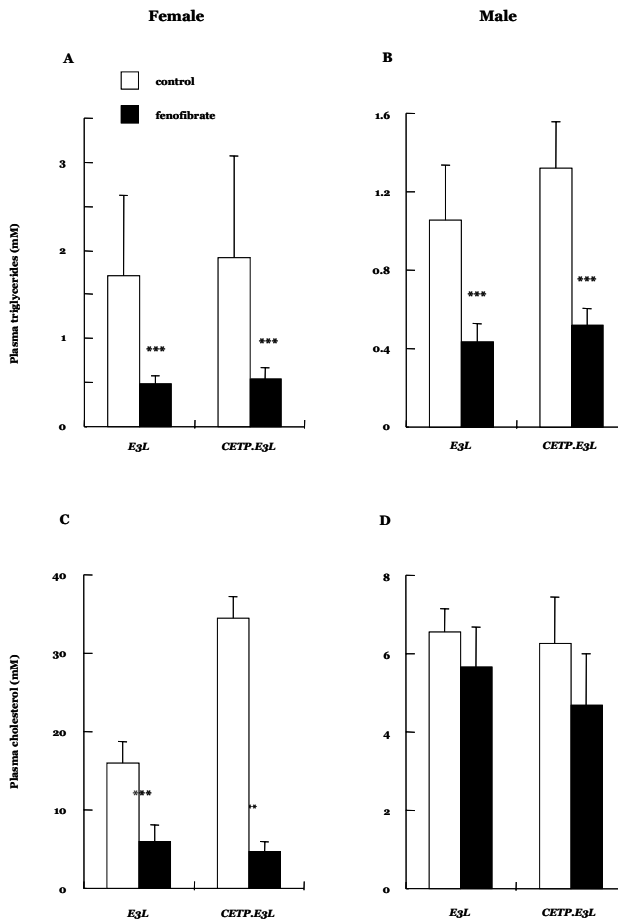 Female
Male
A
B
control
fenofibrate
Plasma triglycerides (mM)
3
2
1
0
***
***
E3L
CETP.E3L
1.6
1.2
0.8
0.4
0
***
***
E3L
CETP.E3L
C
D
Plasma cholesterol (mM)
40
30
20
10
0
***
**
E3L
CETP.E3L
8
6
4
2
0
E3L
CETP.E3L